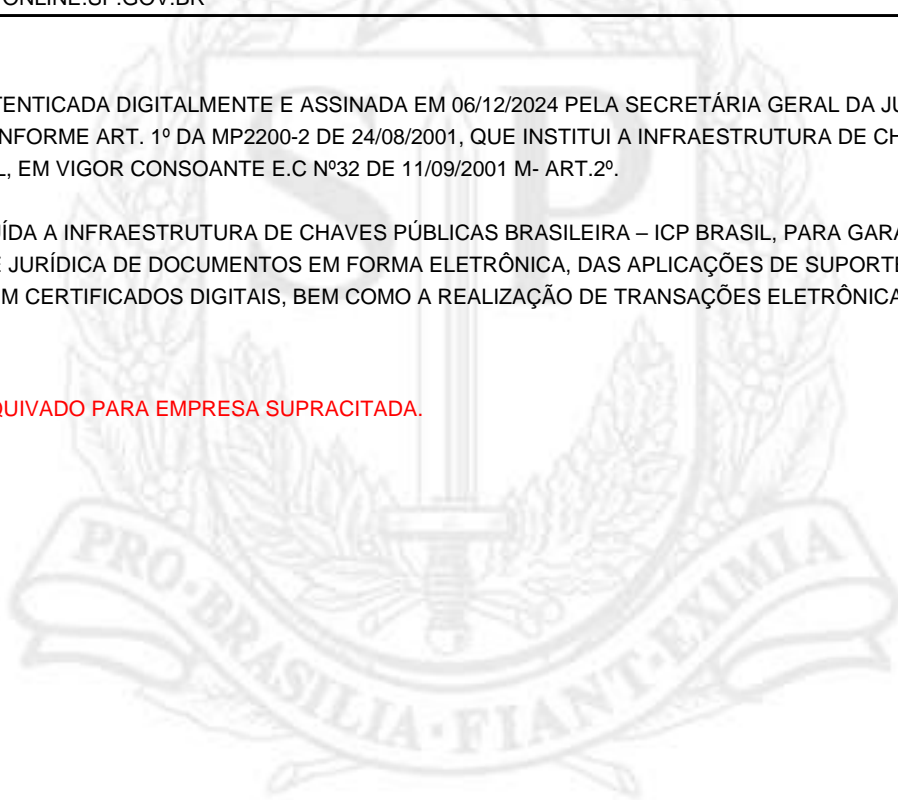 ONLINE.SP.GOV.BR
TENTICADA DIGITALMENTE E ASSINADA EM 06/12/2024 PELA SECRETÁRIA GERAL DA JU
NFORME ART. 1º DA MP2200-2 DE 24/08/2001, QUE INSTITUI A INFRAESTRUTURA DE CH
L, EM VIGOR CONSOANTE E.C Nº32 DE 11/09/2001 M- ART.2º.
ÍDA A INFRAESTRUTURA DE CHAVES PÚBLICAS BRASILEIRA – ICP BRASIL, PARA GARA
E JURÍDICA DE DOCUMENTOS EM FORMA ELETRÔNICA, DAS APLICAÇÕES DE SUPORTE
M CERTIFICADOS DIGITAIS, BEM COMO A REALIZAÇÃO DE TRANSAÇÕES ELETRÔNICA
QUIVADO PARA EMPRESA SUPRACITADA.
SP
PRO·BRASILIA·FIANT·EXIMIA